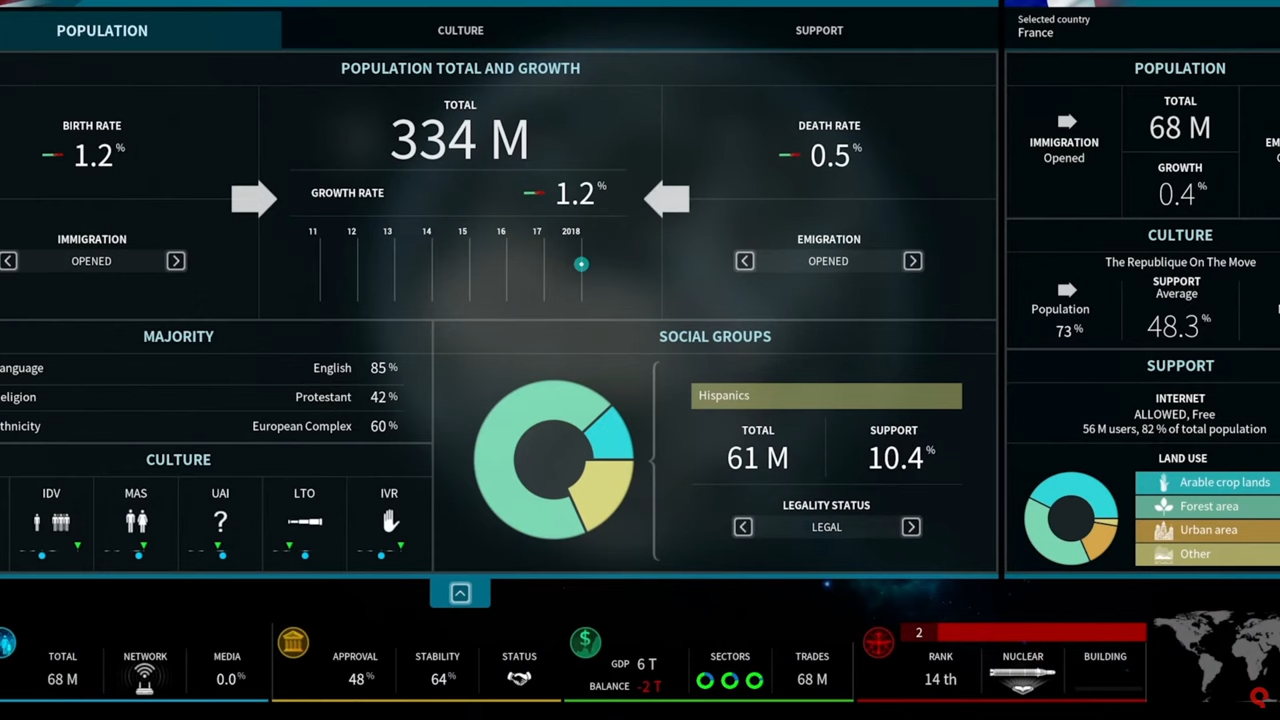 POPULATION
CULTURE
SUPPORT
POPULATION TOTAL AND GROWTH
BIRTH RATE
1.2 %
TOTAL
334 M
DEATH RATE
0.5 %
GROWTH RATE
1.2 %
11 12 13 14 15 16 17 2018
IMMIGRATION
OPENED
EMIGRATION
OPENED
MAJORITY
anguage English 85 %
eligion Protestant 42 %
thnicity European Complex 60 %
CULTURE
IDV MAS UAI LTO IVR
?
SOCIAL GROUPS
Hispanics
TOTAL
61 M
SUPPORT
10.4 %
LEGALITY STATUS
LEGAL
Selected country
France
POPULATION
IMMIGRATION
Opened
TOTAL
68 M
GROWTH
0.4 %
EM
CULTURE
The Republique On The Move
Population
73 %
SUPPORT
Average
48.3 %
SUPPORT
INTERNET
ALLOWED, Free
56 M users, 82 % of total population
LAND USE
Arable crop lands
Forest area
Urban area
Other
TOTAL
68 M
NETWORK
MEDIA
0.0 %
APPROVAL
48 %
STABILITY
64 %
STATUS
$
GDP 6 T
BALANCE -2 T
SECTORS
TRADES
68 M
2
RANK
14 th
NUCLEAR
BUILDING